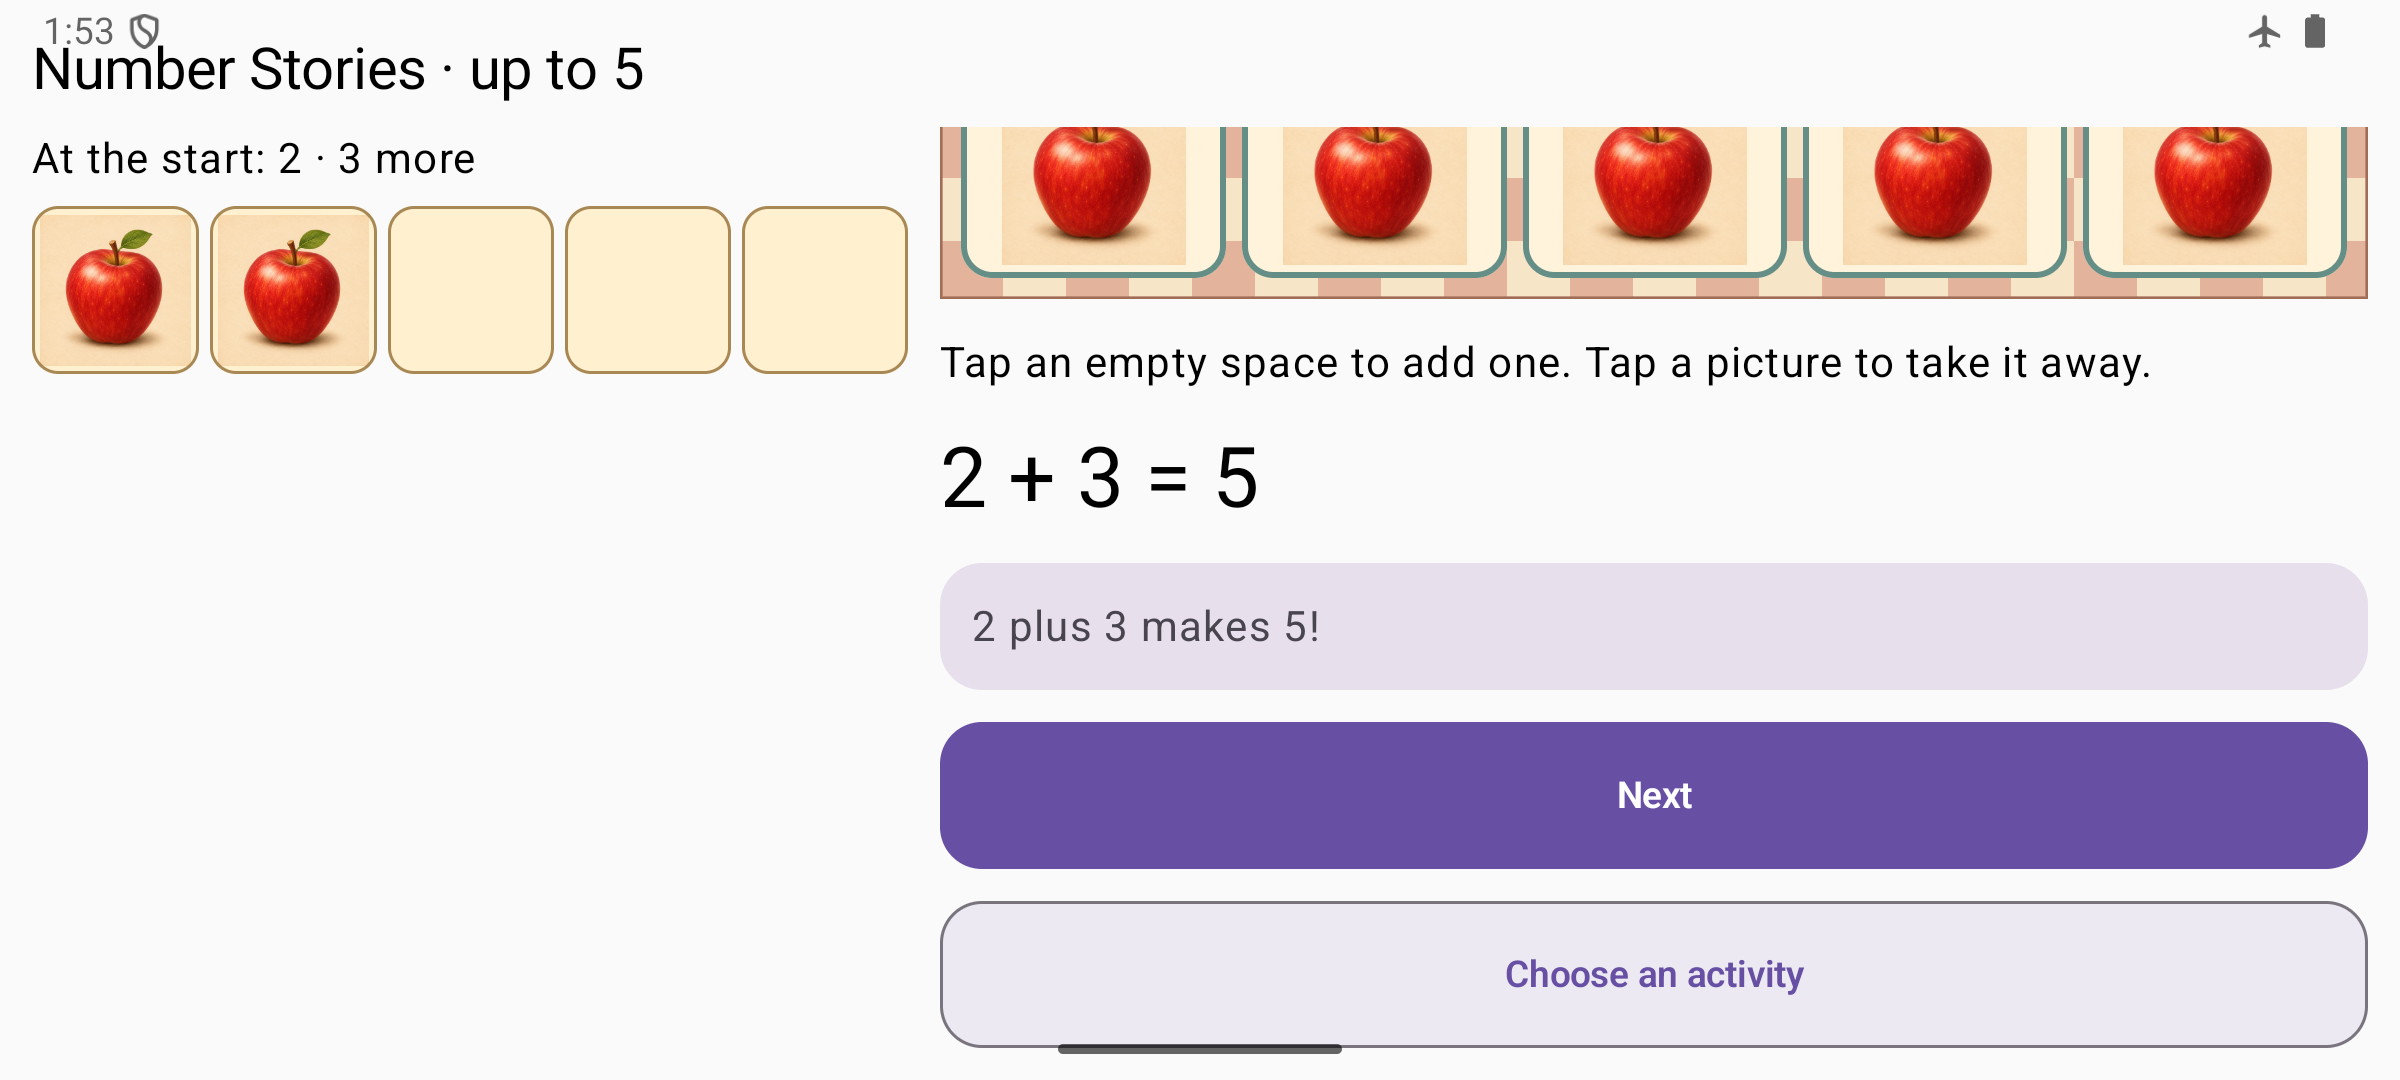 1:53
Number Stories · up to 5
At the start: 2 · 3 more
Tap an empty space to add one. Tap a picture to take it away.
2 + 3 = 5
2 plus 3 makes 5!
Next
Choose an activity